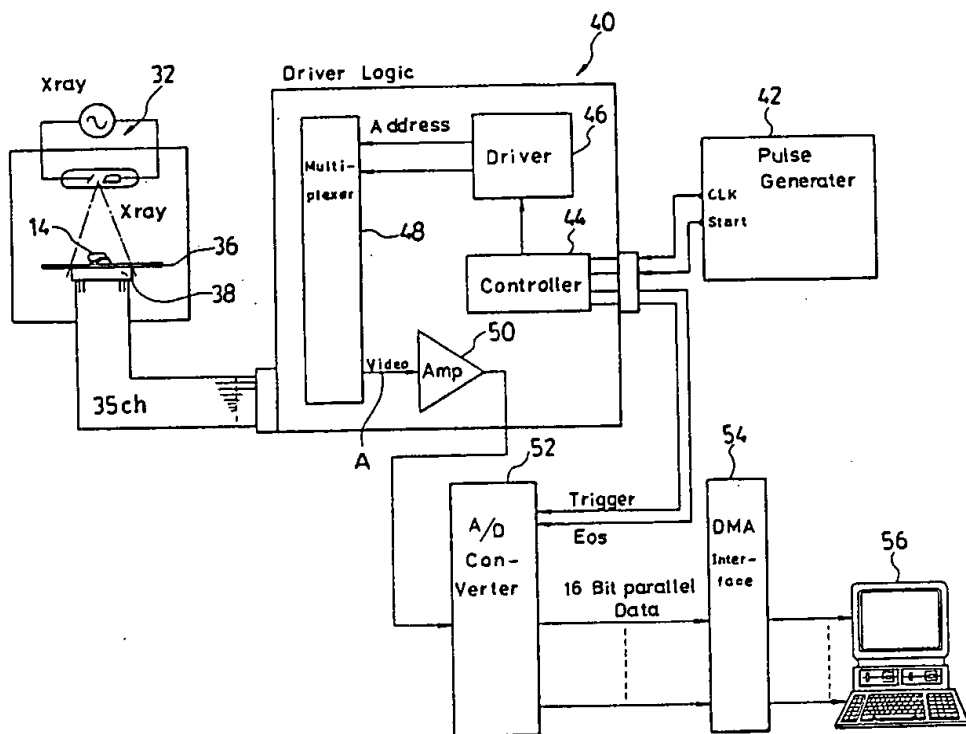 40
Driver Logic
Xray
32
Address
46
Driver
42
Pulse
Generater
CLK
Start
Multi-
plexer
Xray
14
48
44
36
Controller
38
50
Video
Amp
35ch
A
52
54
Trigger
Eos
A/D
Con-
Verter
DMA
Inter-
face
56
16 Bit parallel
Data